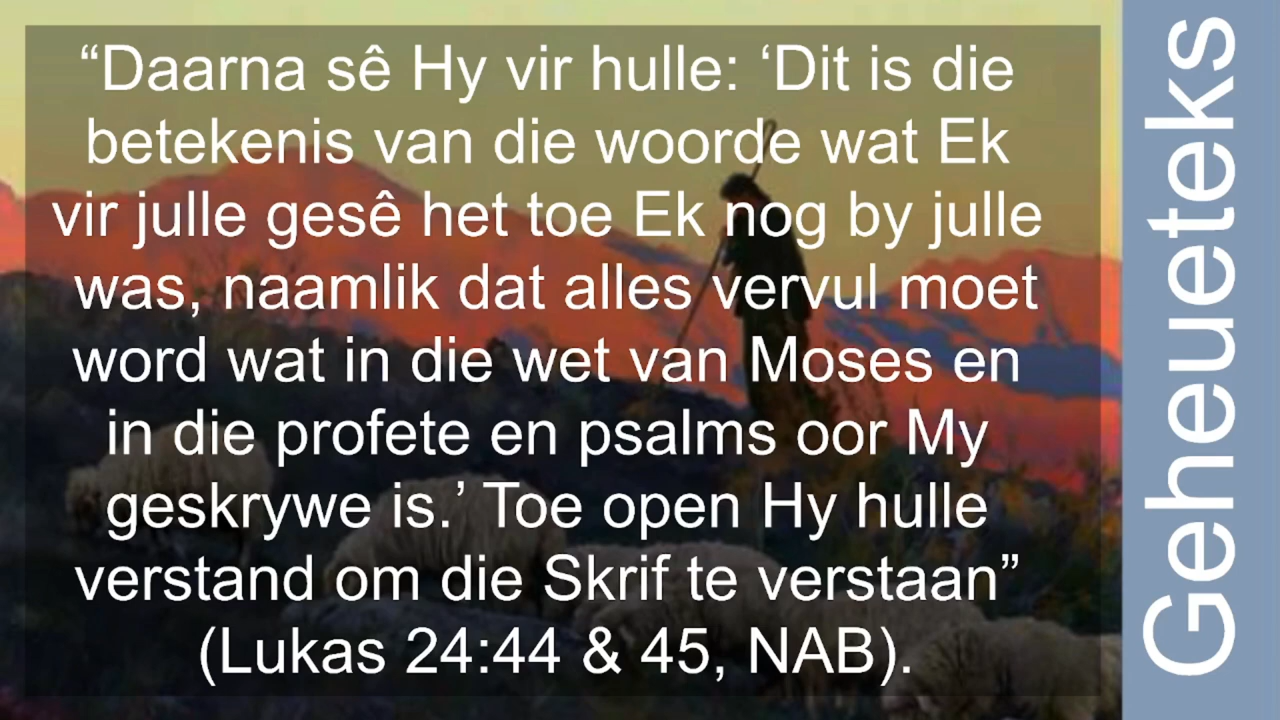 “Daarna sê Hy vir hulle: ‘Dit is die
betekenis van die woorde wat Ek
vir julle gesê het toe Ek nog by julle
was, naamlik dat alles vervul moet
word wat in die wet van Moses en
in die profete en psalms oor My
geskrywe is.’ Toe open Hy hulle
verstand om die Skrif te verstaan”
(Lukas 24:44 & 45, NAB).
Geheueteks